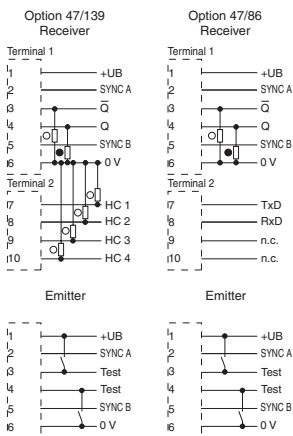 Option 47/139
Receiver
Terminal 1
1 +UB
2 SYNC A
3 Q̅
4 Q
5 SYNC B
6 0 V
Terminal 2
7 HC 1
8 HC 2
9 HC 3
10 HC 4
Emitter
1 +UB
2 SYNC A
3 Test
4 Test
5 SYNC B
6 0 V
Option 47/86
Receiver
Terminal 1
1 +UB
2 SYNC A
3 Q̅
4 Q
5 SYNC B
6 0 V
Terminal 2
7 TxD
8 RxD
9 n.c.
10 n.c.
Emitter
1 +UB
2 SYNC A
3 Test
4 Test
5 SYNC B
6 0 V